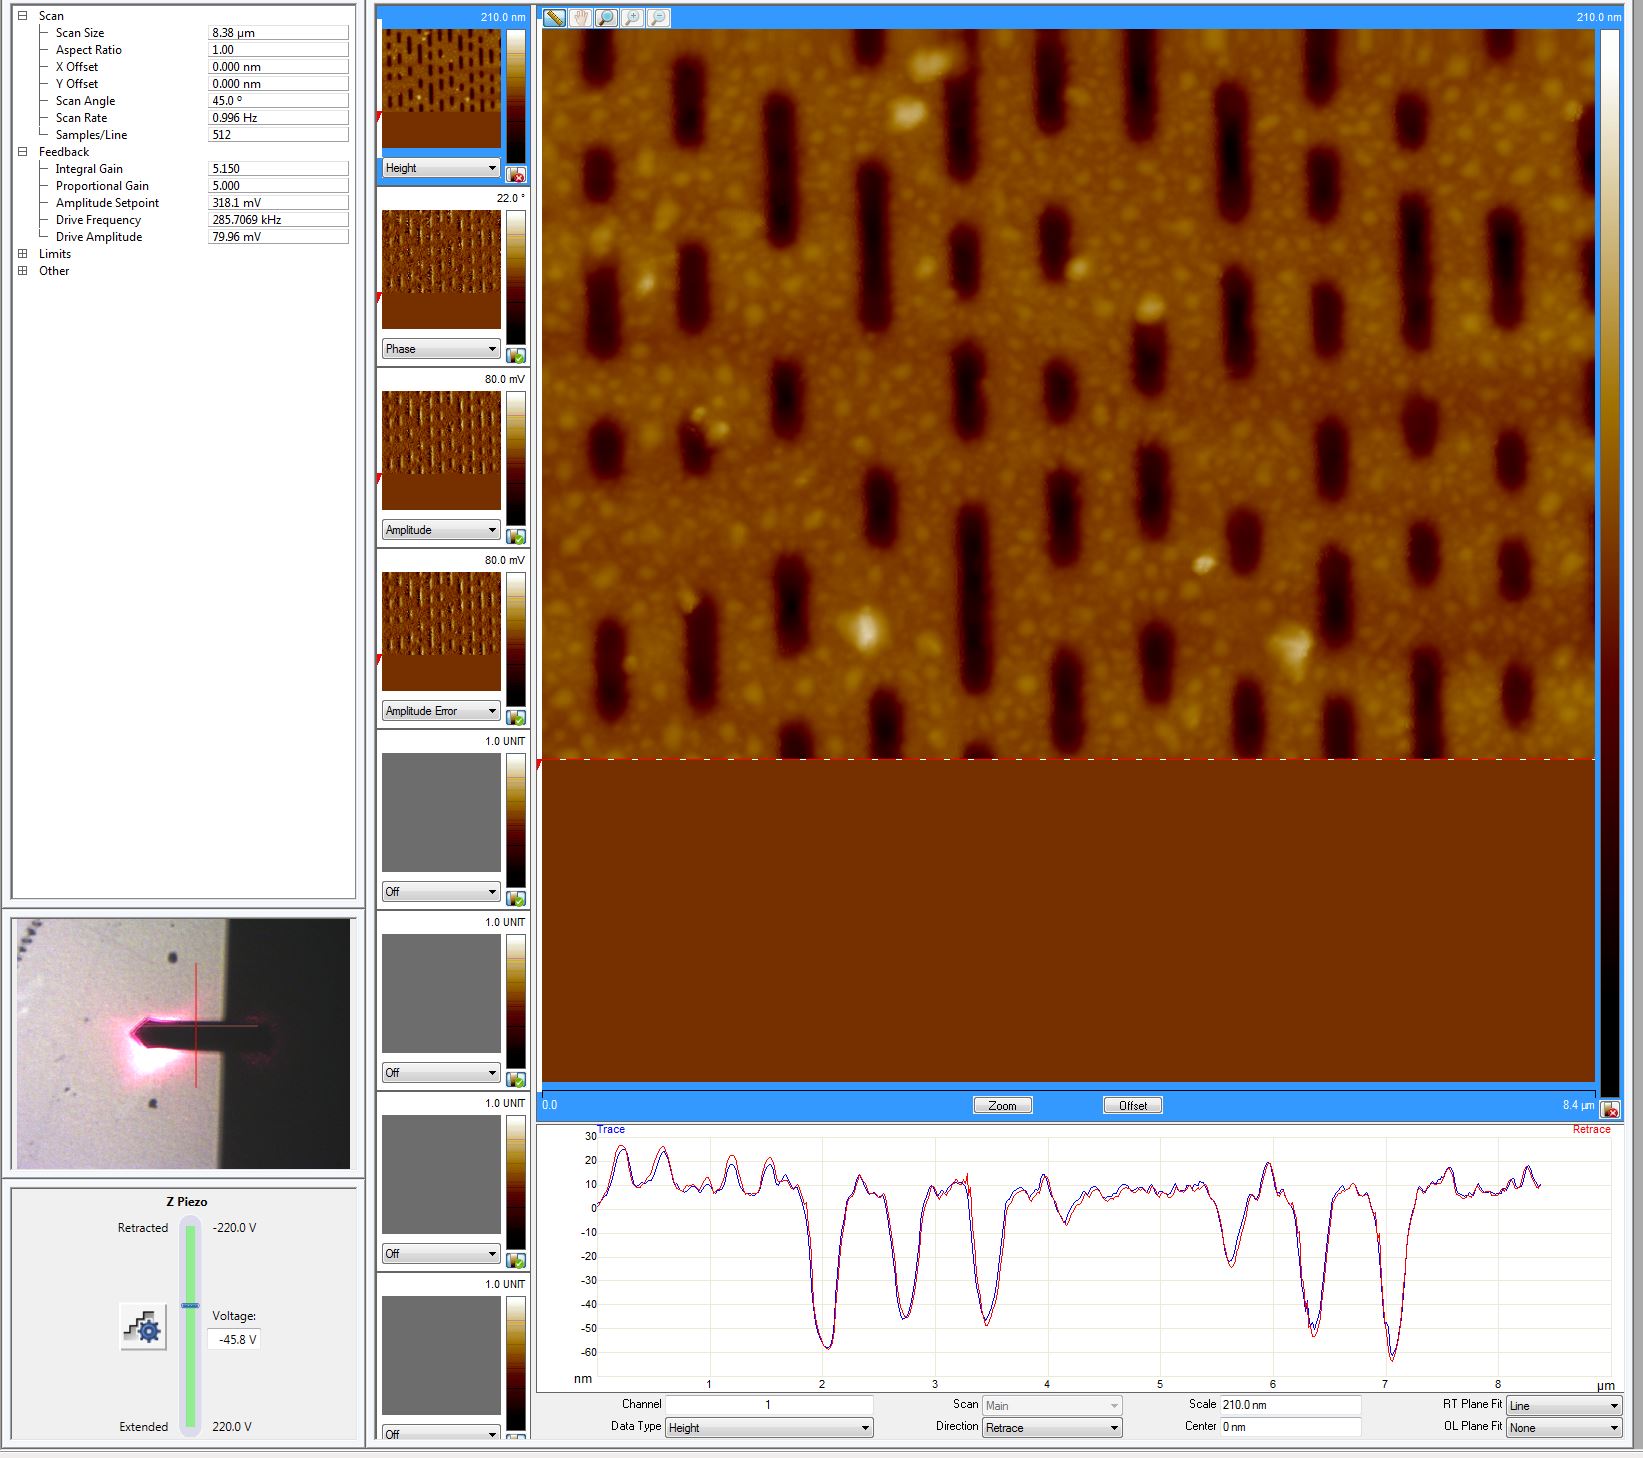 Scan
Scan Size 8.38 µm
Aspect Ratio 1.00
X Offset 0.000 nm
Y Offset 0.000 nm
Scan Angle 45.0 °
Scan Rate 0.996 Hz
Samples/Line 512
Feedback
Integral Gain 5.150
Proportional Gain 5.000
Amplitude Setpoint 318.1 mV
Drive Frequency 285.7069 kHz
Drive Amplitude 79.96 mV
Limits
Other
Z Piezo
Retracted -220.0 V
Voltage:
-45.8 V
Extended 220.0 V
210.0 nm
Height
22.0 °
Phase
80.0 mV
Amplitude
80.0 mV
Amplitude Error
1.0 UNIT
Off
1.0 UNIT
Off
1.0 UNIT
Off
1.0 UNIT
Off
210.0 nm
0.0 Zoom Offset 8.4 µm
Trace Retrace
30
20
10
0
-10
-20
-30
-40
-50
-60
nm 1 2 3 4 5 6 7 8 µm
Channel 1 Scan Main Scale 210.0 nm RT Plane Fit Line
Data Type Height Direction Retrace Center 0 nm OL Plane Fit None